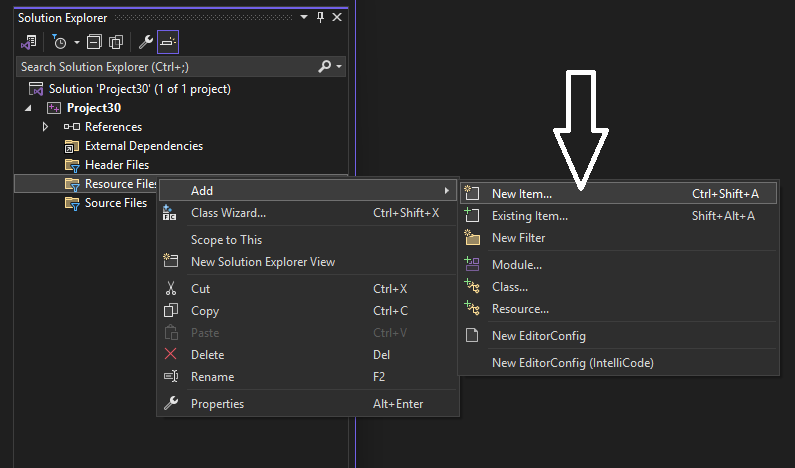 Solution Explorer
Search Solution Explorer (Ctrl+;)
Solution 'Project30' (1 of 1 project)
Project30
References
External Dependencies
Header Files
Resource Files
Source Files
Add
Class Wizard... Ctrl+Shift+X
Scope to This
New Solution Explorer View
Cut Ctrl+X
Copy Ctrl+C
Paste Ctrl+V
Delete Del
Rename F2
Properties Alt+Enter
New Item... Ctrl+Shift+A
Existing Item... Shift+Alt+A
New Filter
Module...
Class...
Resource...
New EditorConfig
New EditorConfig (IntelliCode)